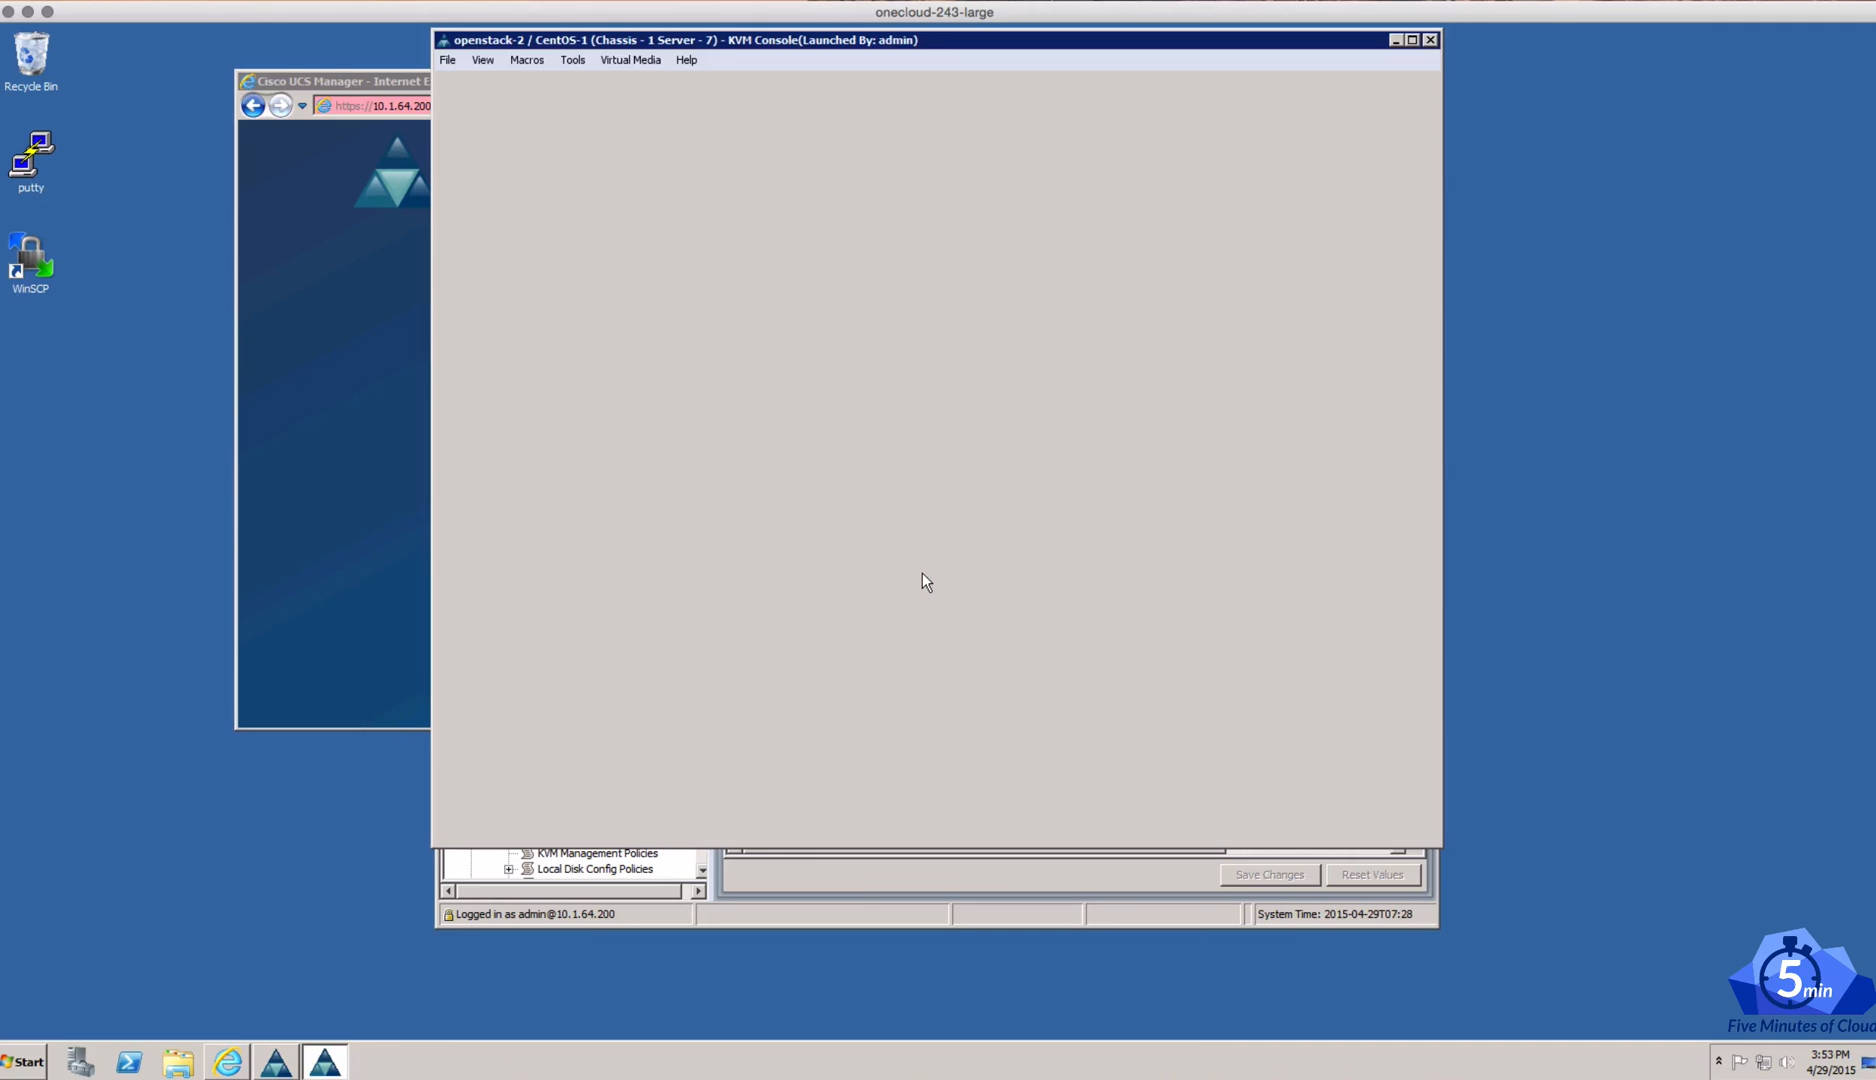 onecloud-243-large
openstack-2 / CentOS-1 (Chassis - 1 Server - 7) - KVM Console(Launched By: admin)
File View Macros Tools Virtual Media Help
Recycle Bin
Cisco UCS Manager - Internet E
https://10.1.64.200
putty
WinSCP
KVM Management Policies
Local Disk Config Policies
Save Changes Reset Values
Logged in as admin@10.1.64.200
System Time: 2015-04-29T07:28
5min
Five Minutes of Cloud
Start
3:53 PM
4/29/2015